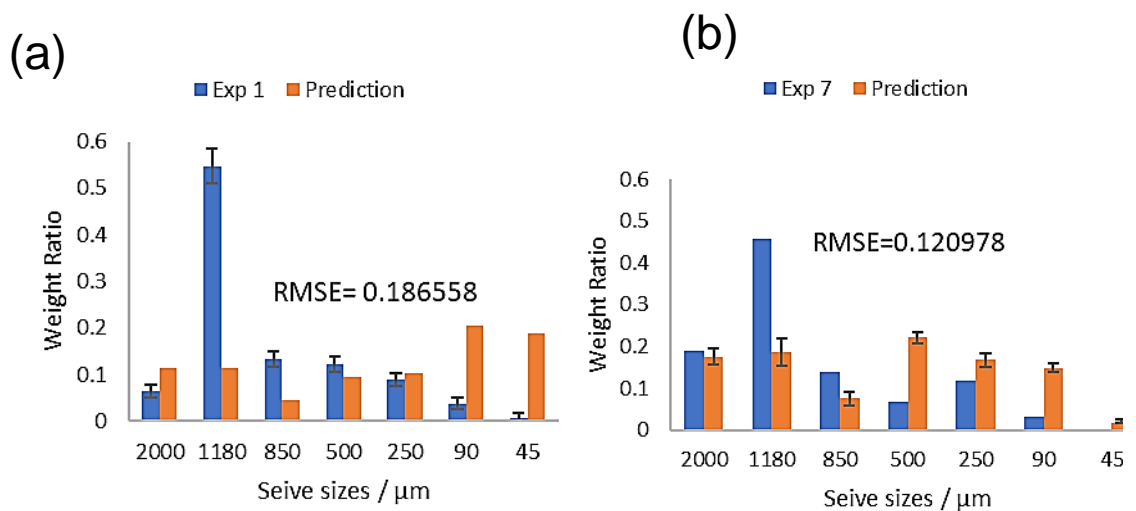 (a)
Exp 1 Prediction
Weight Ratio
0.6
0.5
0.4
0.3
0.2
0.1
0
RMSE= 0.186558
2000 1180 850 500 250 90 45
Seive sizes / μm
(b)
Exp 7 Prediction
Weight Ratio
0.6
0.5
0.4
0.3
0.2
0.1
0
RMSE=0.120978
2000 1180 850 500 250 90 45
Seive sizes / μm